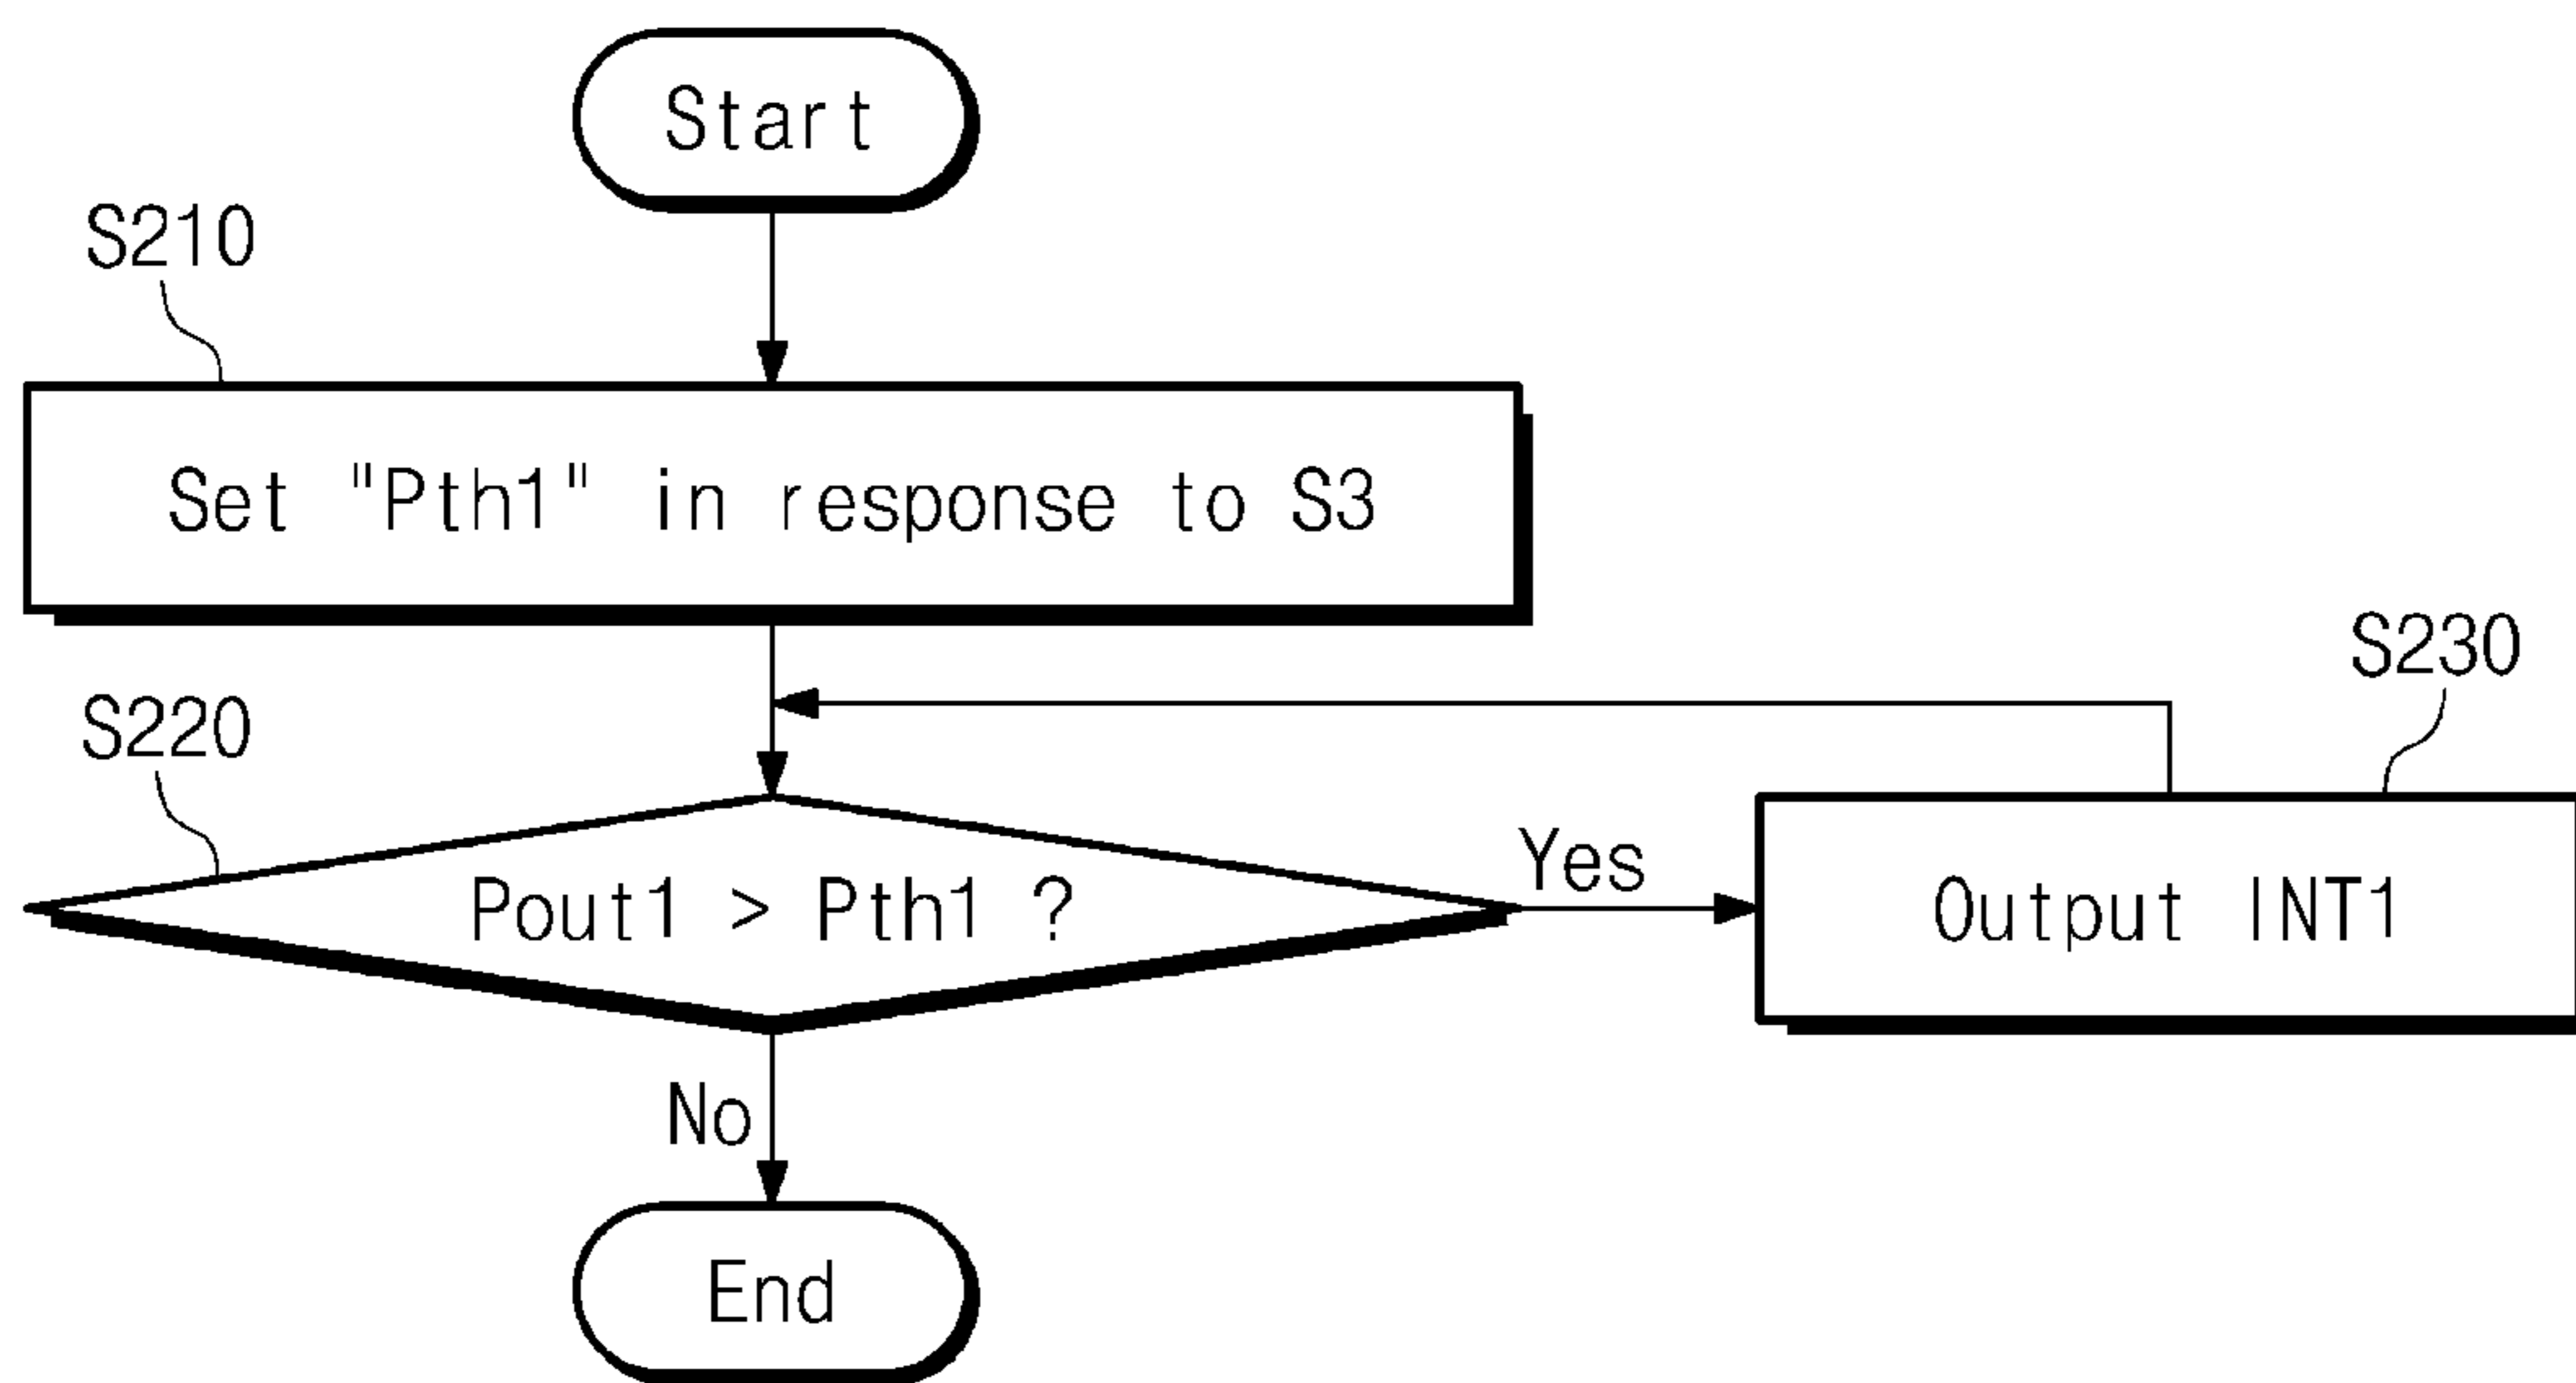 Start
S210
Set "Pth1" in response to S3
S230
S220
Pout1 > Pth1 ?
Yes
Output INT1
No
End